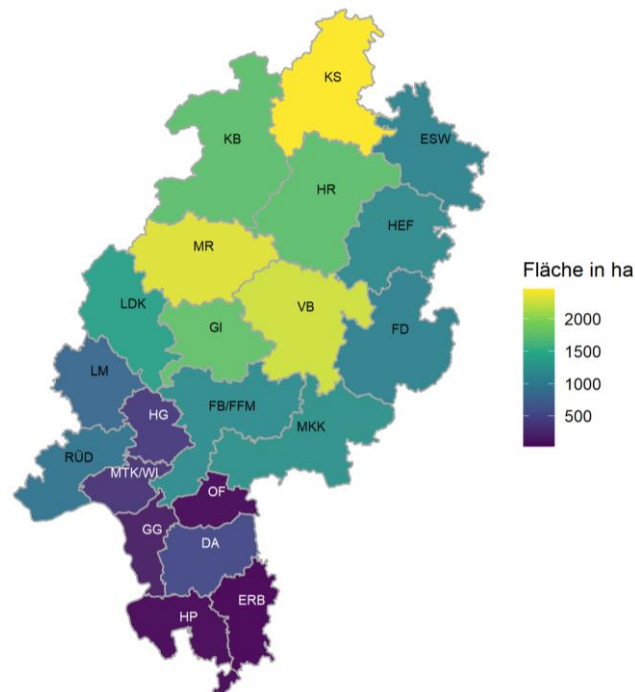 KS
KB
ESW
HR
HEF
MR
LDK
VB
GI
FD
LM
HG
FB/FFM
MKK
RÜD
MTK/WI
OF
GG
DA
ERB
HP
Fläche in ha
2000
1500
1000
500